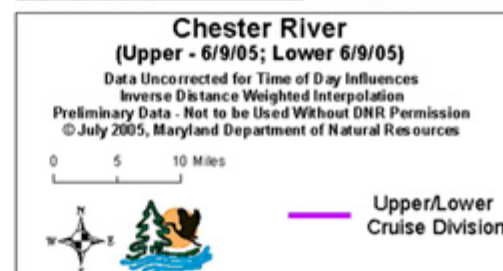 Chester River
(Upper - 6/9/05; Lower 6/9/05)
Data Uncorrected for Time of Day Influences
Inverse Distance Weighted Interpolation
Preliminary Data - Not to be Used Without DNR Permission
© July 2005, Maryland Department of Natural Resources
0 5 10 Miles
N
W E
S
Upper/Lower
Cruise Division